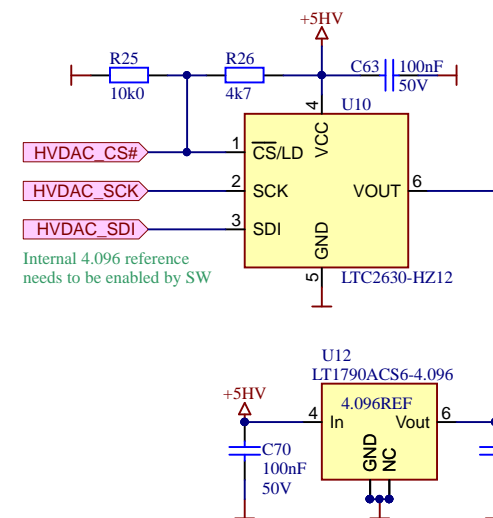 +5HV
R25
R26
C63
100nF
10k0
4k7
50V
4
U10
VCC
HVDAC_CS#
1
CS/LD
HVDAC_SCK
2
SCK
VOUT
6
HVDAC_SDI
3
SDI
GND
5
Internal 4.096 reference
needs to be enabled by SW
LTC2630-HZ12
U12
LT1790ACS6-4.096
+5HV
4.096REF
4
In
Vout
6
C70
100nF
50V
GND
NC